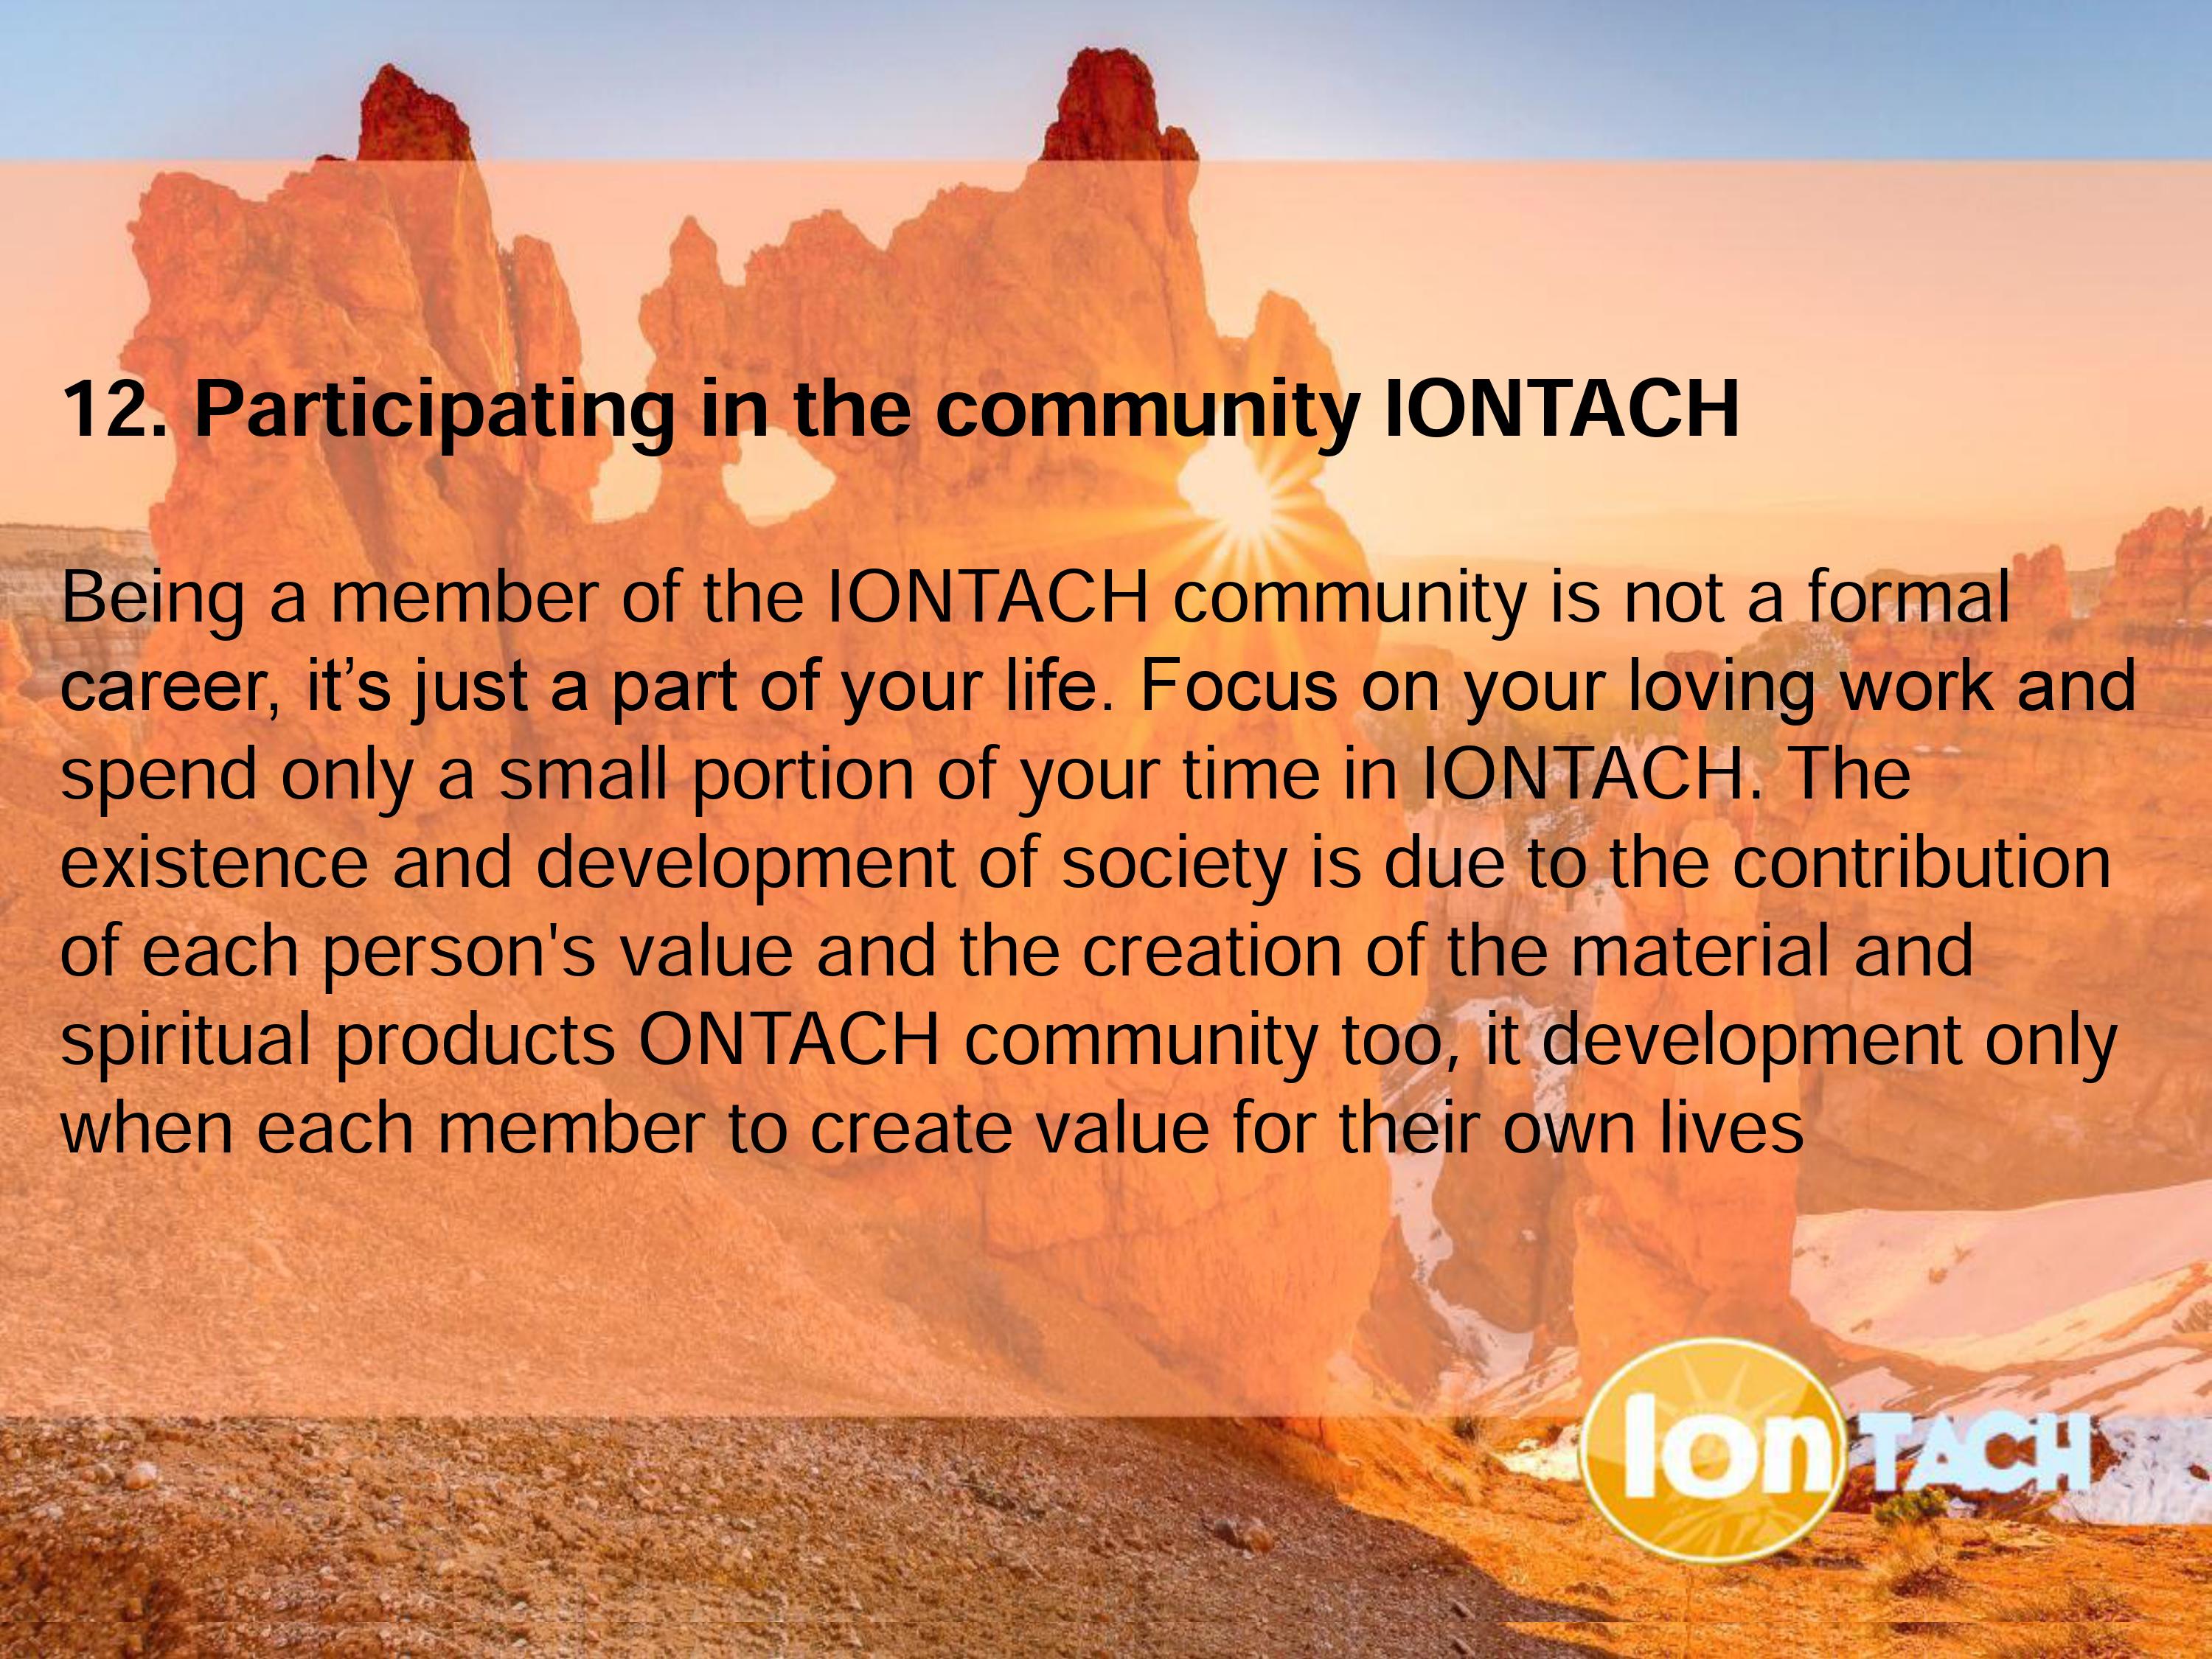 12. Participating in the community IONTACH
Being a member of the IONTACH community is not a formal
career, it’s just a part of your life. Focus on your loving work and
spend only a small portion of your time in IONTACH. The
existence and development of society is due to the contribution
of each person's value and the creation of the material and
spiritual products ONTACH community too, it development only
when each member to create value for their own lives
Ion TACH